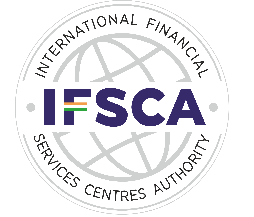 INTERNATIONAL FINANCIAL
IFSCA
SERVICES CENTRES AUTHORITY